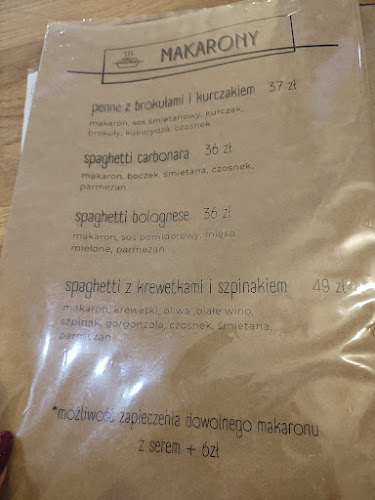 MAKARONY
penne z brokułami i kurczakiem 37 zł
makaron, sos śmietanowy, kurczak,
brokuły, kukurydza, czosnek
spaghetti carbonara 36 zł
makaron, boczek, śmietana, czosnek,
parmezan
spaghetti bolognese 36 zł
makaron, sos pomidorowy, mięso
mielone, parmezan
spaghetti z krewetkami i szpinakiem 49 zł
makaron, krewetki, oliwa, białe wino,
szpinak, gorgonzola, czosnek, śmietana,
parmezan
*możliwość zapieczenia dowolnego makaronu
z serem + 6zł